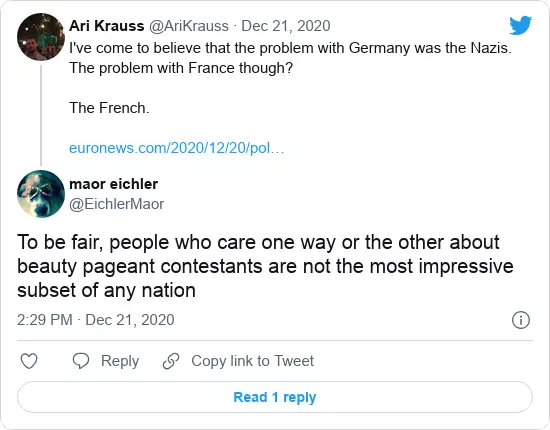 Ari Krauss @AriKrauss · Dec 21, 2020
I've come to believe that the problem with Germany was the Nazis.
The problem with France though?
The French.
euronews.com/2020/12/20/pol…
maor eichler
@EichlerMaor
To be fair, people who care one way or the other about
beauty pageant contestants are not the most impressive
subset of any nation
2:29 PM · Dec 21, 2020
Reply
Copy link to Tweet
Read 1 reply